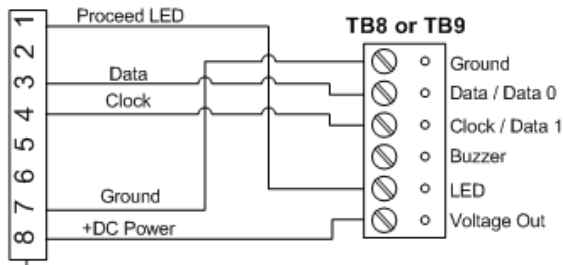 Proceed LED
TB8 or TB9
1
2
3
4
5
6
7
8
Data
Clock
Ground
+DC Power
Ground
Data / Data 0
Clock / Data 1
Buzzer
LED
Voltage Out